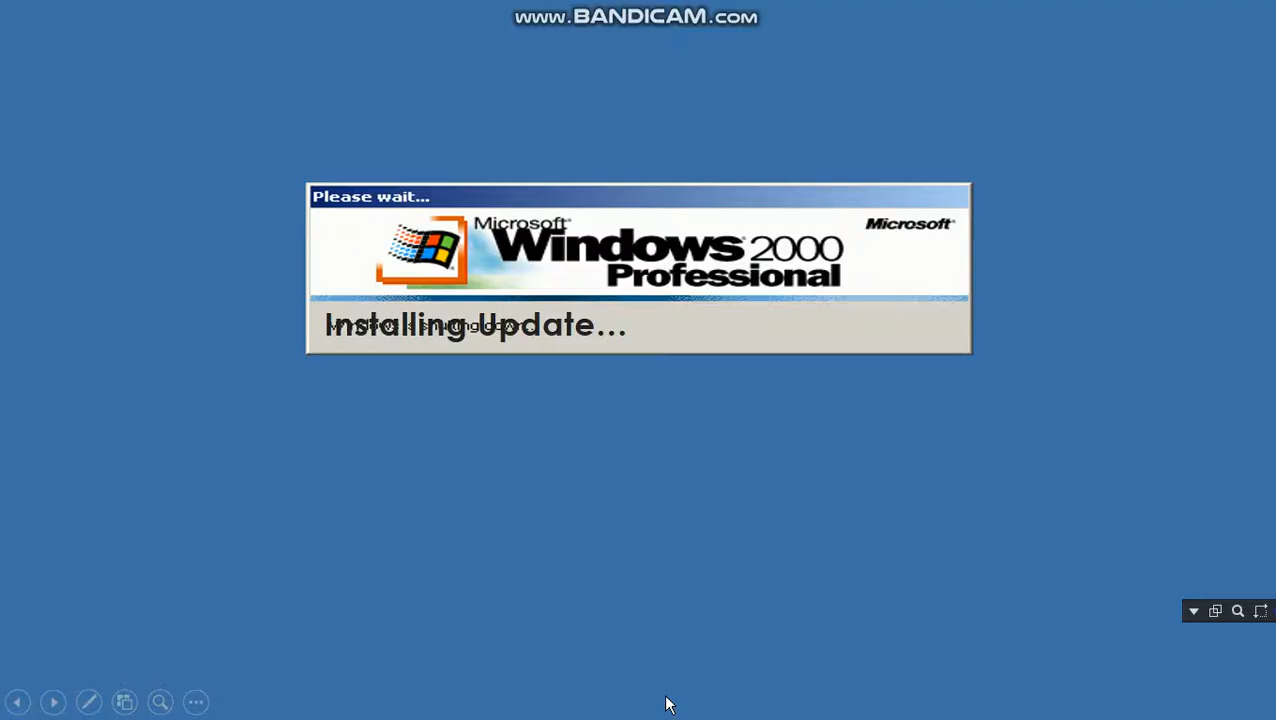 www.BANDICAM.com
Please wait...
Microsoft
Windows 2000
Professional
Microsoft
Installing Update...